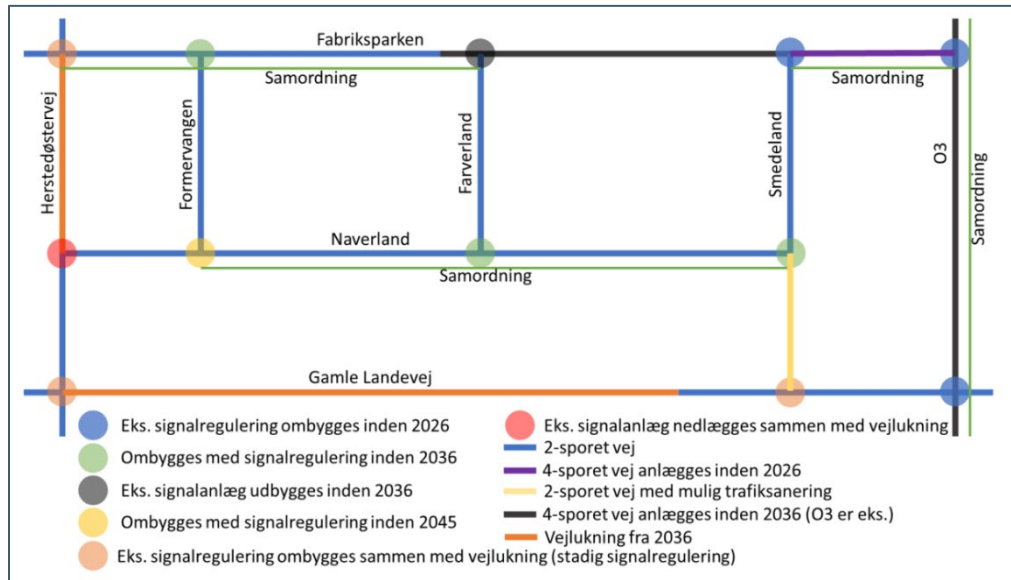 Fabriksparken
Samordning
Samordning
Herstedøstervej
Formervangen
Farverland
Smedeland
O3
Samordning
Naverland
Samordning
Gamle Landevej
Eks. signalregulering ombygges inden 2026
Ombygges med signalregulering inden 2036
Eks. signalanlæg udbygges inden 2036
Ombygges med signalregulering inden 2045
Eks. signalregulering ombygges sammen med vejlukning (stadig signalregulering)
Eks. signalanlæg nedlægges sammen med vejlukning
2-sporet vej
4-sporet vej anlægges inden 2026
2-sporet vej med mulig trafiksanering
4-sporet vej anlægges inden 2036 (O3 er eks.)
Vejlukning fra 2036